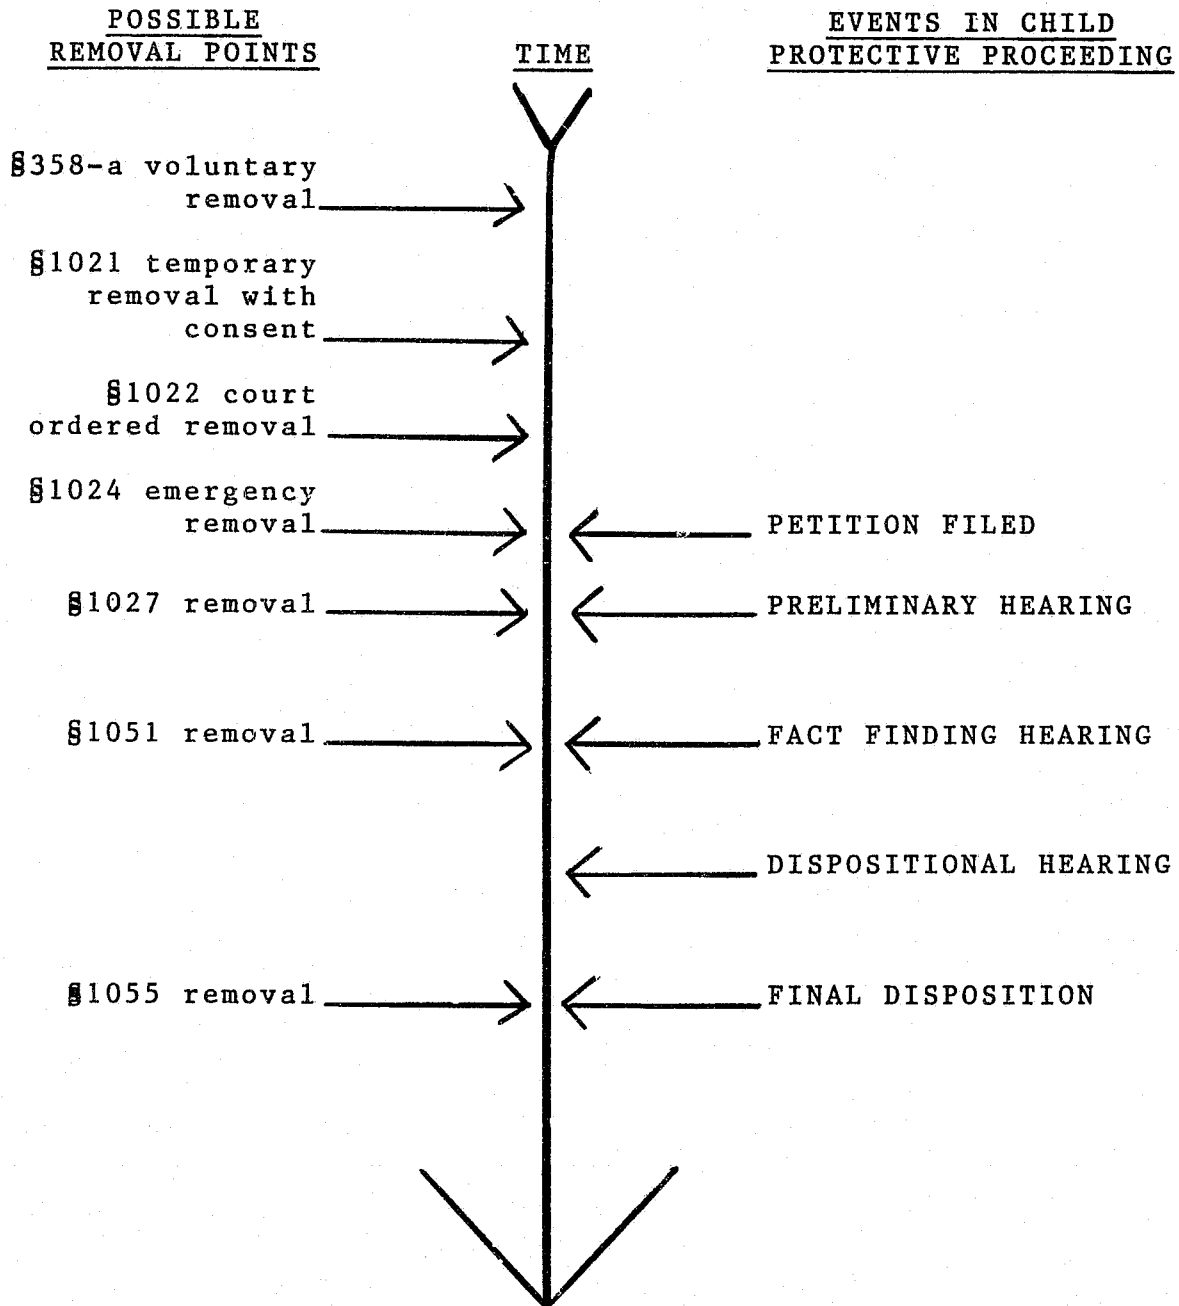 POSSIBLE
REMOVAL POINTS
TIME
EVENTS IN CHILD
PROTECTIVE PROCEEDING
§358-a voluntary
removal
§1021 temporary
removal with
consent
§1022 court
ordered removal
§1024 emergency
removal
PETITION FILED
§1027 removal
PRELIMINARY HEARING
§1051 removal
FACT FINDING HEARING
DISPOSITIONAL HEARING
§1055 removal
FINAL DISPOSITION